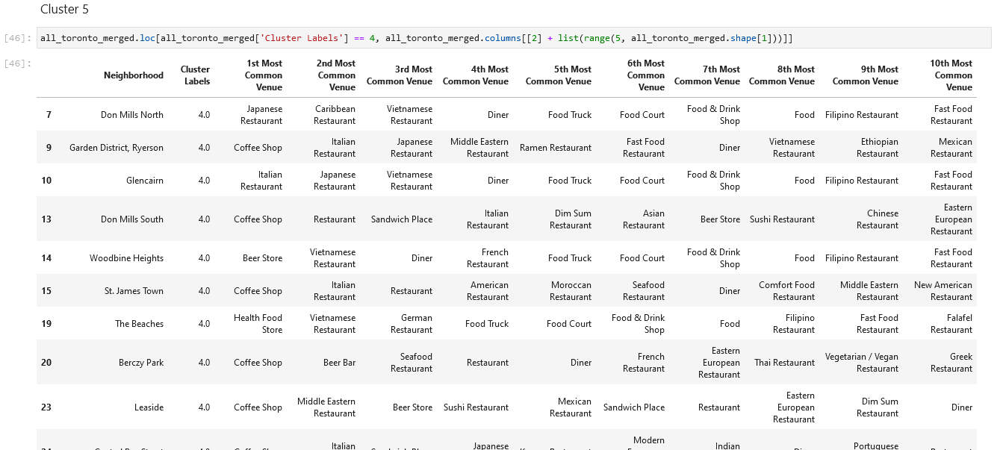 Cluster 5
[46]: all_toronto_merged.loc[all_toronto_merged['Cluster Labels'] == 4, all_toronto_merged.columns[[2] + list(range(5, all_toronto_merged.shape[1]))]]
[46]:
Neighborhood Cluster Labels 1st Most Common Venue 2nd Most Common Venue 3rd Most Common Venue 4th Most Common Venue 5th Most Common Venue 6th Most Common Venue 7th Most Common Venue 8th Most Common Venue 9th Most Common Venue 10th Most Common Venue
7 Don Mills North 4.0 Japanese Restaurant Caribbean Restaurant Vietnamese Restaurant Diner Food Truck Food Court Food & Drink Shop Food Filipino Restaurant Fast Food Restaurant
9 Garden District, Ryerson 4.0 Coffee Shop Italian Restaurant Japanese Restaurant Middle Eastern Restaurant Ramen Restaurant Fast Food Restaurant Diner Vietnamese Restaurant Ethiopian Restaurant Mexican Restaurant
10 Glencairn 4.0 Italian Restaurant Japanese Restaurant Vietnamese Restaurant Diner Food Truck Food Court Food & Drink Shop Food Filipino Restaurant Fast Food Restaurant
13 Don Mills South 4.0 Coffee Shop Restaurant Sandwich Place Italian Restaurant Dim Sum Restaurant Asian Restaurant Beer Store Sushi Restaurant Chinese Restaurant Eastern European Restaurant
14 Woodbine Heights 4.0 Beer Store Vietnamese Restaurant Diner French Restaurant Food Truck Food Court Food & Drink Shop Food Filipino Restaurant Fast Food Restaurant
15 St. James Town 4.0 Coffee Shop Italian Restaurant Restaurant American Restaurant Moroccan Restaurant Seafood Restaurant Diner Comfort Food Restaurant Middle Eastern Restaurant New American Restaurant
19 The Beaches 4.0 Health Food Store Vietnamese Restaurant German Restaurant Food Truck Food Court Food & Drink Shop Food Filipino Restaurant Fast Food Restaurant Falafel Restaurant
20 Berczy Park 4.0 Coffee Shop Beer Bar Seafood Restaurant Restaurant Diner French Restaurant Eastern European Restaurant Thai Restaurant Vegetarian / Vegan Restaurant Greek Restaurant
23 Leaside 4.0 Coffee Shop Middle Eastern Restaurant Beer Store Sushi Restaurant Mexican Restaurant Sandwich Place Restaurant Eastern European Restaurant Dim Sum Restaurant Diner
Italian Japanese Modern Indian Portuguese